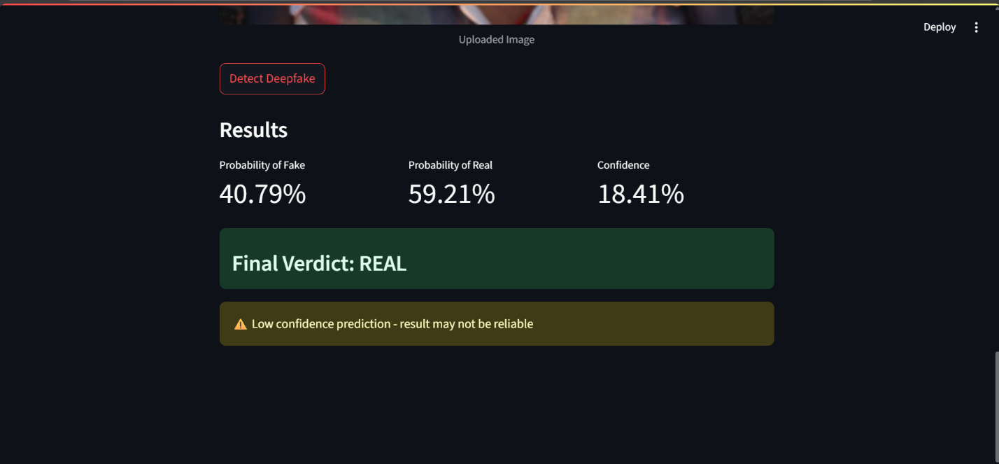 Deploy
Uploaded Image
Detect Deepfake
Results
Probability of Fake
40.79%
Probability of Real
59.21%
Confidence
18.41%
Final Verdict: REAL
⚠️ Low confidence prediction - result may not be reliable